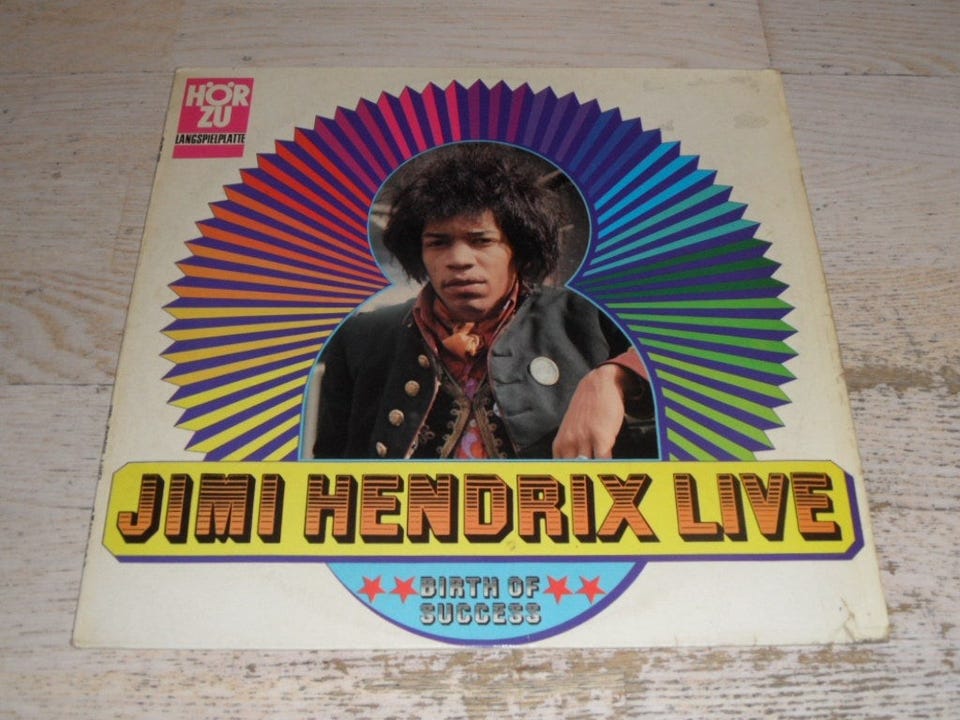 HÖR
ZU
LANGSPIELPLATTE
JIMI HENDRIX LIVE
BIRTH OF
SUCCESS